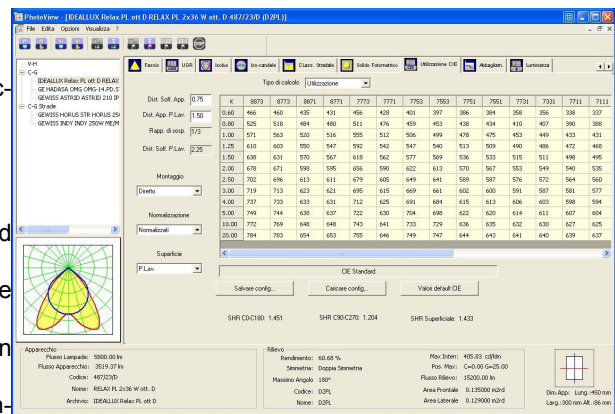 PhotoView - [IDEALLUX Relax PL ott D RELAX PL 2x36 W ott. D 487/23/D (D2PL)]
File Edita Opzioni Visualizza ?
c-
d
e
n
n-
V-H
C-G
IDEALLUX Relax PL ott D RELAX
GE HADASA OMG OMG-14.PD.5
GEWISS ASTRID ASTRID 210 IP
C-G Strade
GEWISS HORUS STR HORUS 25
GEWISS INDY INDY 250W ME/M
Fascio UGR Isolux Iso-candele CLass. Stradale Solido Fotometrico Utilizzazione CIE Abbagliam. Luminanza
Tipo di calcolo Utilizzazione
Dist. Soff. App. 0.75
Dist. App. P.Lav. 1.50
Rapp. di sosp. 1/3
Dist. Soff. P.Lav. 2.25
Montaggio
Diretto
Normalizzazione
Normalizzati
Superficie
P.Lav.
K 8873 8773 8871 8771 7773 7771 7753 7551 7751 7731 7531 7331 7711 7111
0.60 466 460 435 431 456 428 401 397 386 384 358 356 338 337
0.80 525 518 484 480 511 476 459 453 438 434 410 407 390 388
1.00 571 563 520 516 555 512 506 499 478 475 453 449 433 431
1.25 610 603 550 547 592 542 547 540 513 509 490 486 472 468
1.50 638 631 570 567 618 562 577 569 536 533 515 511 498 495
2.00 678 671 598 595 656 590 622 613 570 567 553 549 540 535
2.50 702 696 613 611 679 605 649 641 589 587 576 572 564 560
3.00 719 713 623 621 695 615 669 661 602 600 591 587 581 577
4.00 737 733 633 631 712 625 691 684 615 613 606 603 598 594
5.00 749 744 638 637 722 630 704 698 622 620 614 611 607 604
10.00 772 769 648 648 743 641 733 729 636 635 632 630 627 625
20.00 784 783 654 653 755 646 749 747 644 643 641 640 639 637
CIE Standard
Salvare config... Caricare config... Valori default CIE
SHR C0-C180: 1.451 SHR C90-C270: 1.204 SHR Superficiale: 1.433
Apparecchio
Flusso Lampade: 5800.00 lm
Flusso Apparecchio: 3519.37 lm
Codice: 487/23/D
Nome: RELAX PL 2x36 W ott. D
Archivio: IDEALLUX Relax PL ott D
Rilievo
Rendimento: 60.68 %
Simmetria: Doppia Simmetria
Massimo Angolo 180°
Codice: D2PL
Nome: D2PL
Max.Inten: 405.83 cd/klm
Pos. Max: C=0.00 G=25.00
Flusso Rilievo: 15200.00 lm
Area Frontale 0.135000 m2rd
Area Laterale 0.129000 m2rd
Dim.App: Lung.:450 mm
Larg.:300 mm Alt.:86 mm